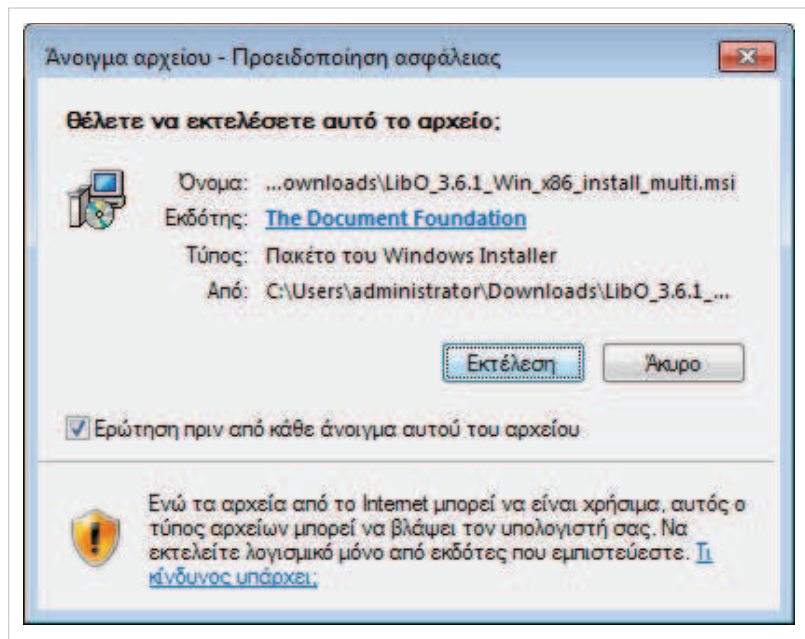 Άνοιγμα αρχείου - Προειδοποίηση ασφάλειας
Θέλετε να εκτελέσετε αυτό το αρχείο;
Όνομα: ...ownloads\LibO_3.6.1_Win_x86_install_multi.msi
Εκδότης: The Document Foundation
Τύπος: Πακέτο του Windows Installer
Από: C:\Users\administrator\Downloads\LibO_3.6.1_...
Εκτέλεση Άκυρο
Ερώτηση πριν από κάθε άνοιγμα αυτού του αρχείου
Ενώ τα αρχεία από το Internet μπορεί να είναι χρήσιμα, αυτός ο
τύπος αρχείων μπορεί να βλάψει τον υπολογιστή σας. Να
εκτελείτε λογισμικό μόνο από εκδότες που εμπιστεύεστε. Τι
κίνδυνος υπάρχει;